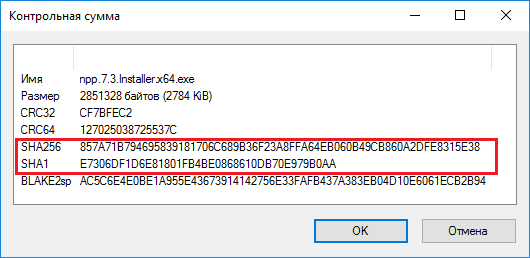 Контрольная сумма
Имя npp.7.3.Installer.x64.exe
Размер 2851328 байтов (2784 KiB)
CRC32 CF7BFEC2
CRC64 127025038725537C
SHA256 857A71B794695839181706C689B36F23A8FFA64EB060B49CB860A2DFE8315E38
SHA1 E7306DF1D6E81801FB4BE0868610DB70E979B0AA
BLAKE2sp AC5C6E4E0BE1A955E43673914142756E33FAFB437A383EB04D10E6061ECB2B94
OK Отмена